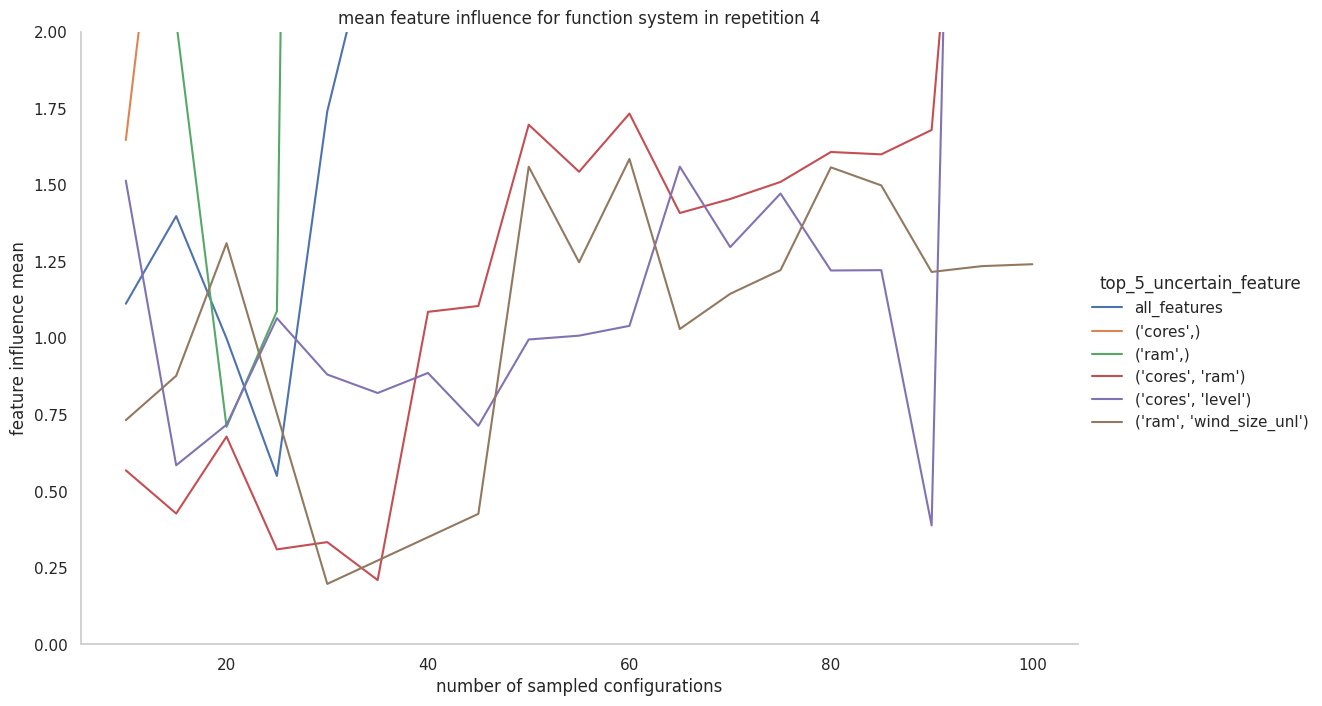 mean feature influence for function system in repetition 4
2.00
1.75
1.50
1.25
1.00
0.75
0.50
0.25
0.00
feature influence mean
20 40 60 80 100
number of sampled configurations
top_5_uncertain_feature
all_features
('cores',)
('ram',)
('cores', 'ram')
('cores', 'level')
('ram', 'wind_size_unl')